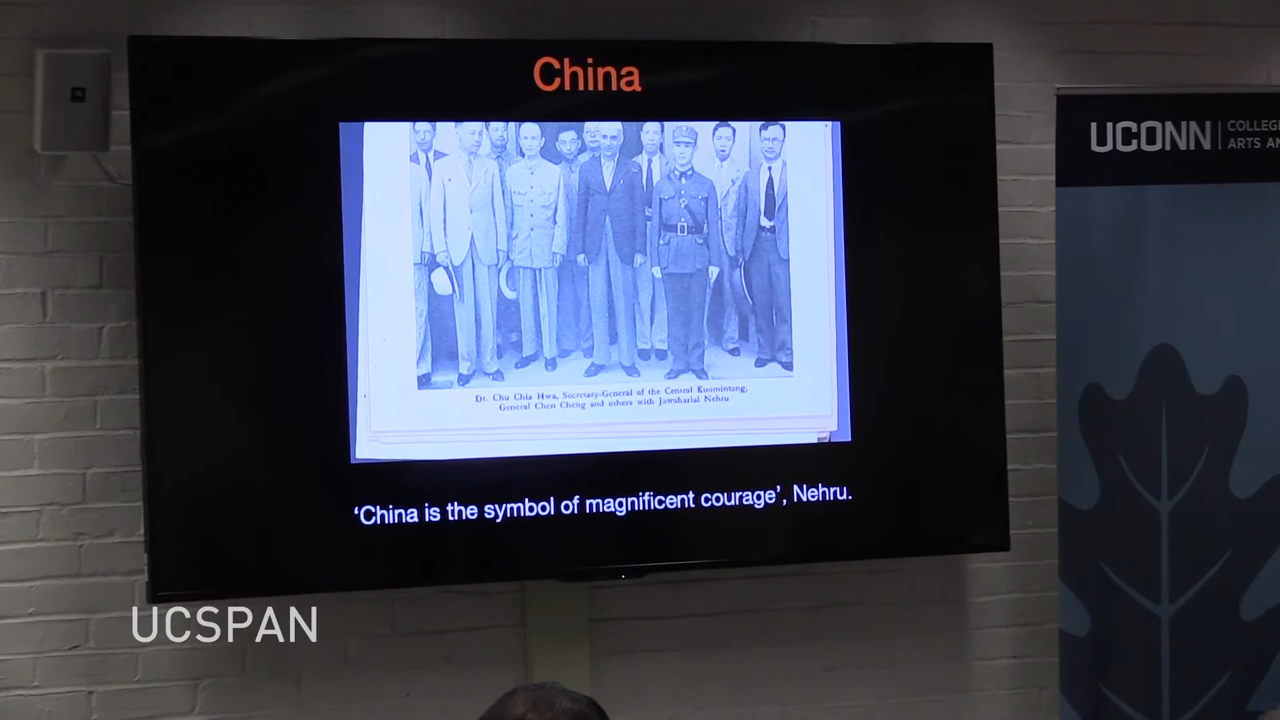 China
UCONN
COLLEG
ARTS AN
Dr. Chu Chia Hwa, Secretary-General of the Central Kuomintang,
General Chen Cheng and others with Jawaharlal Nehru
‘China is the symbol of magnificent courage’, Nehru.
UCSPAN